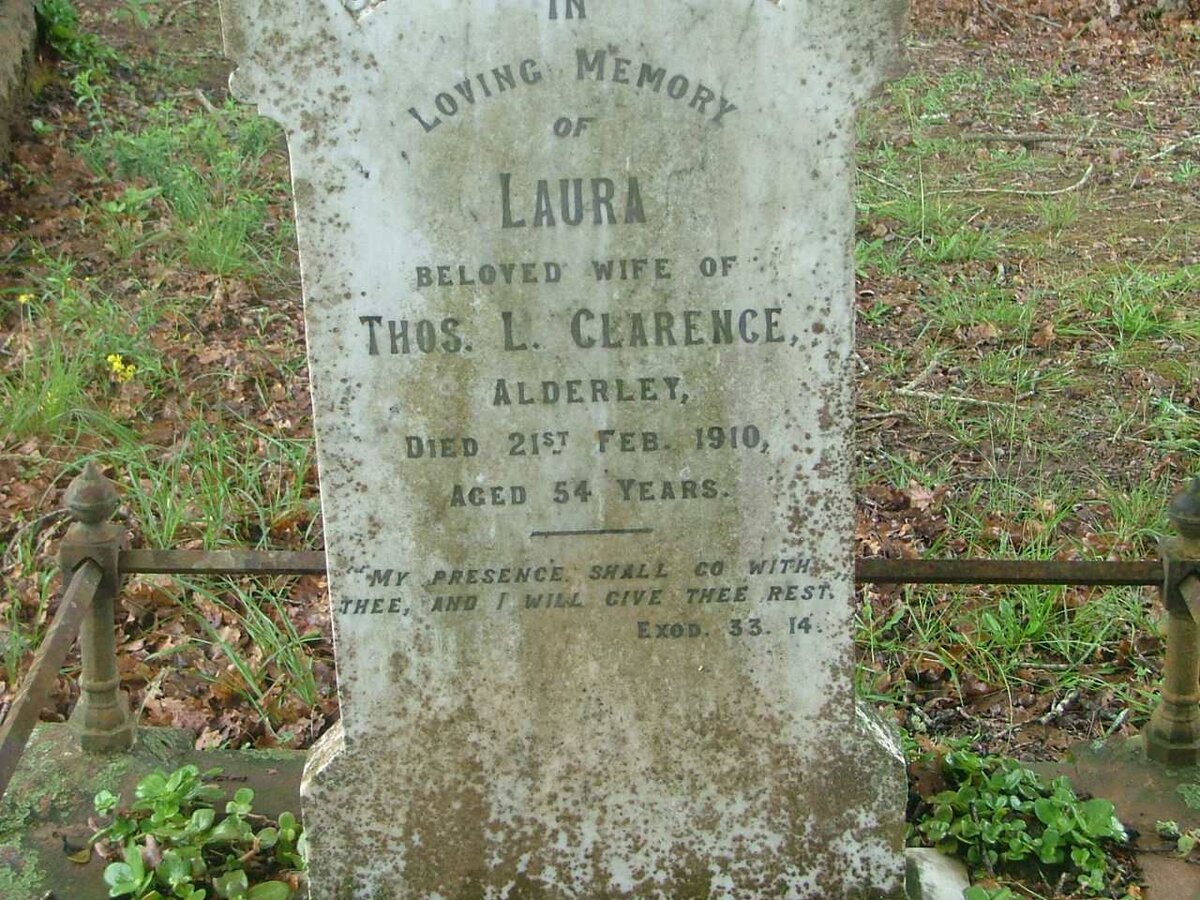 IN
LOVING MEMORY
OF
LAURA
BELOVED WIFE OF
THOS. L. CLARENCE,
ALDERLEY,
DIED 21ST FEB. 1910,
AGED 54 YEARS.
"MY PRESENCE SHALL GO WITH
THEE, AND I WILL GIVE THEE REST.
EXOD. 33. 14.